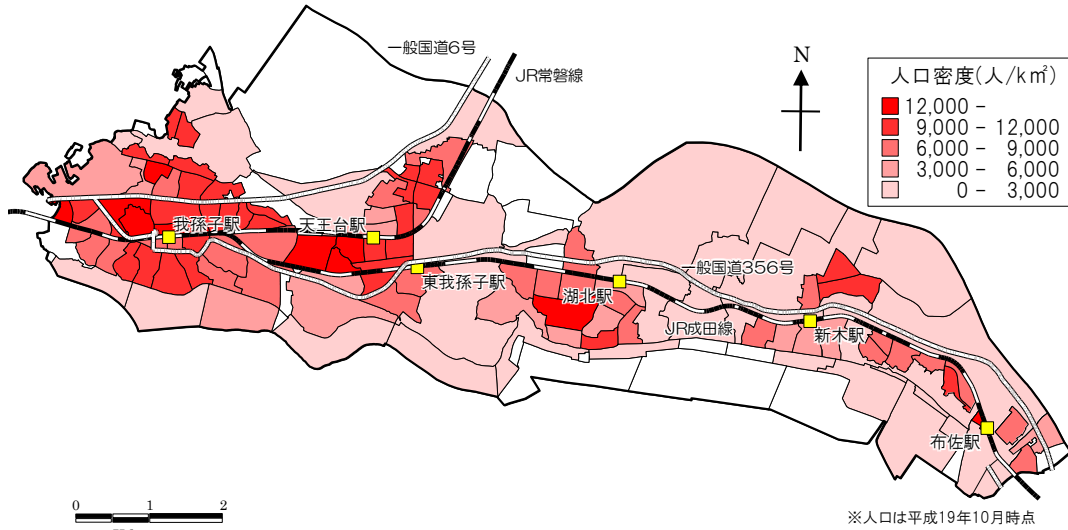 一般国道6号
JR常磐線
N
人口密度(人/k㎡)
12,000 -
9,000 - 12,000
6,000 - 9,000
3,000 - 6,000
0 - 3,000
我孫子駅
天王台駅
東我孫子駅
湖北駅
一般国道356号
JR成田線
新木駅
布佐駅
0 1 2
※人口は平成19年10月時点